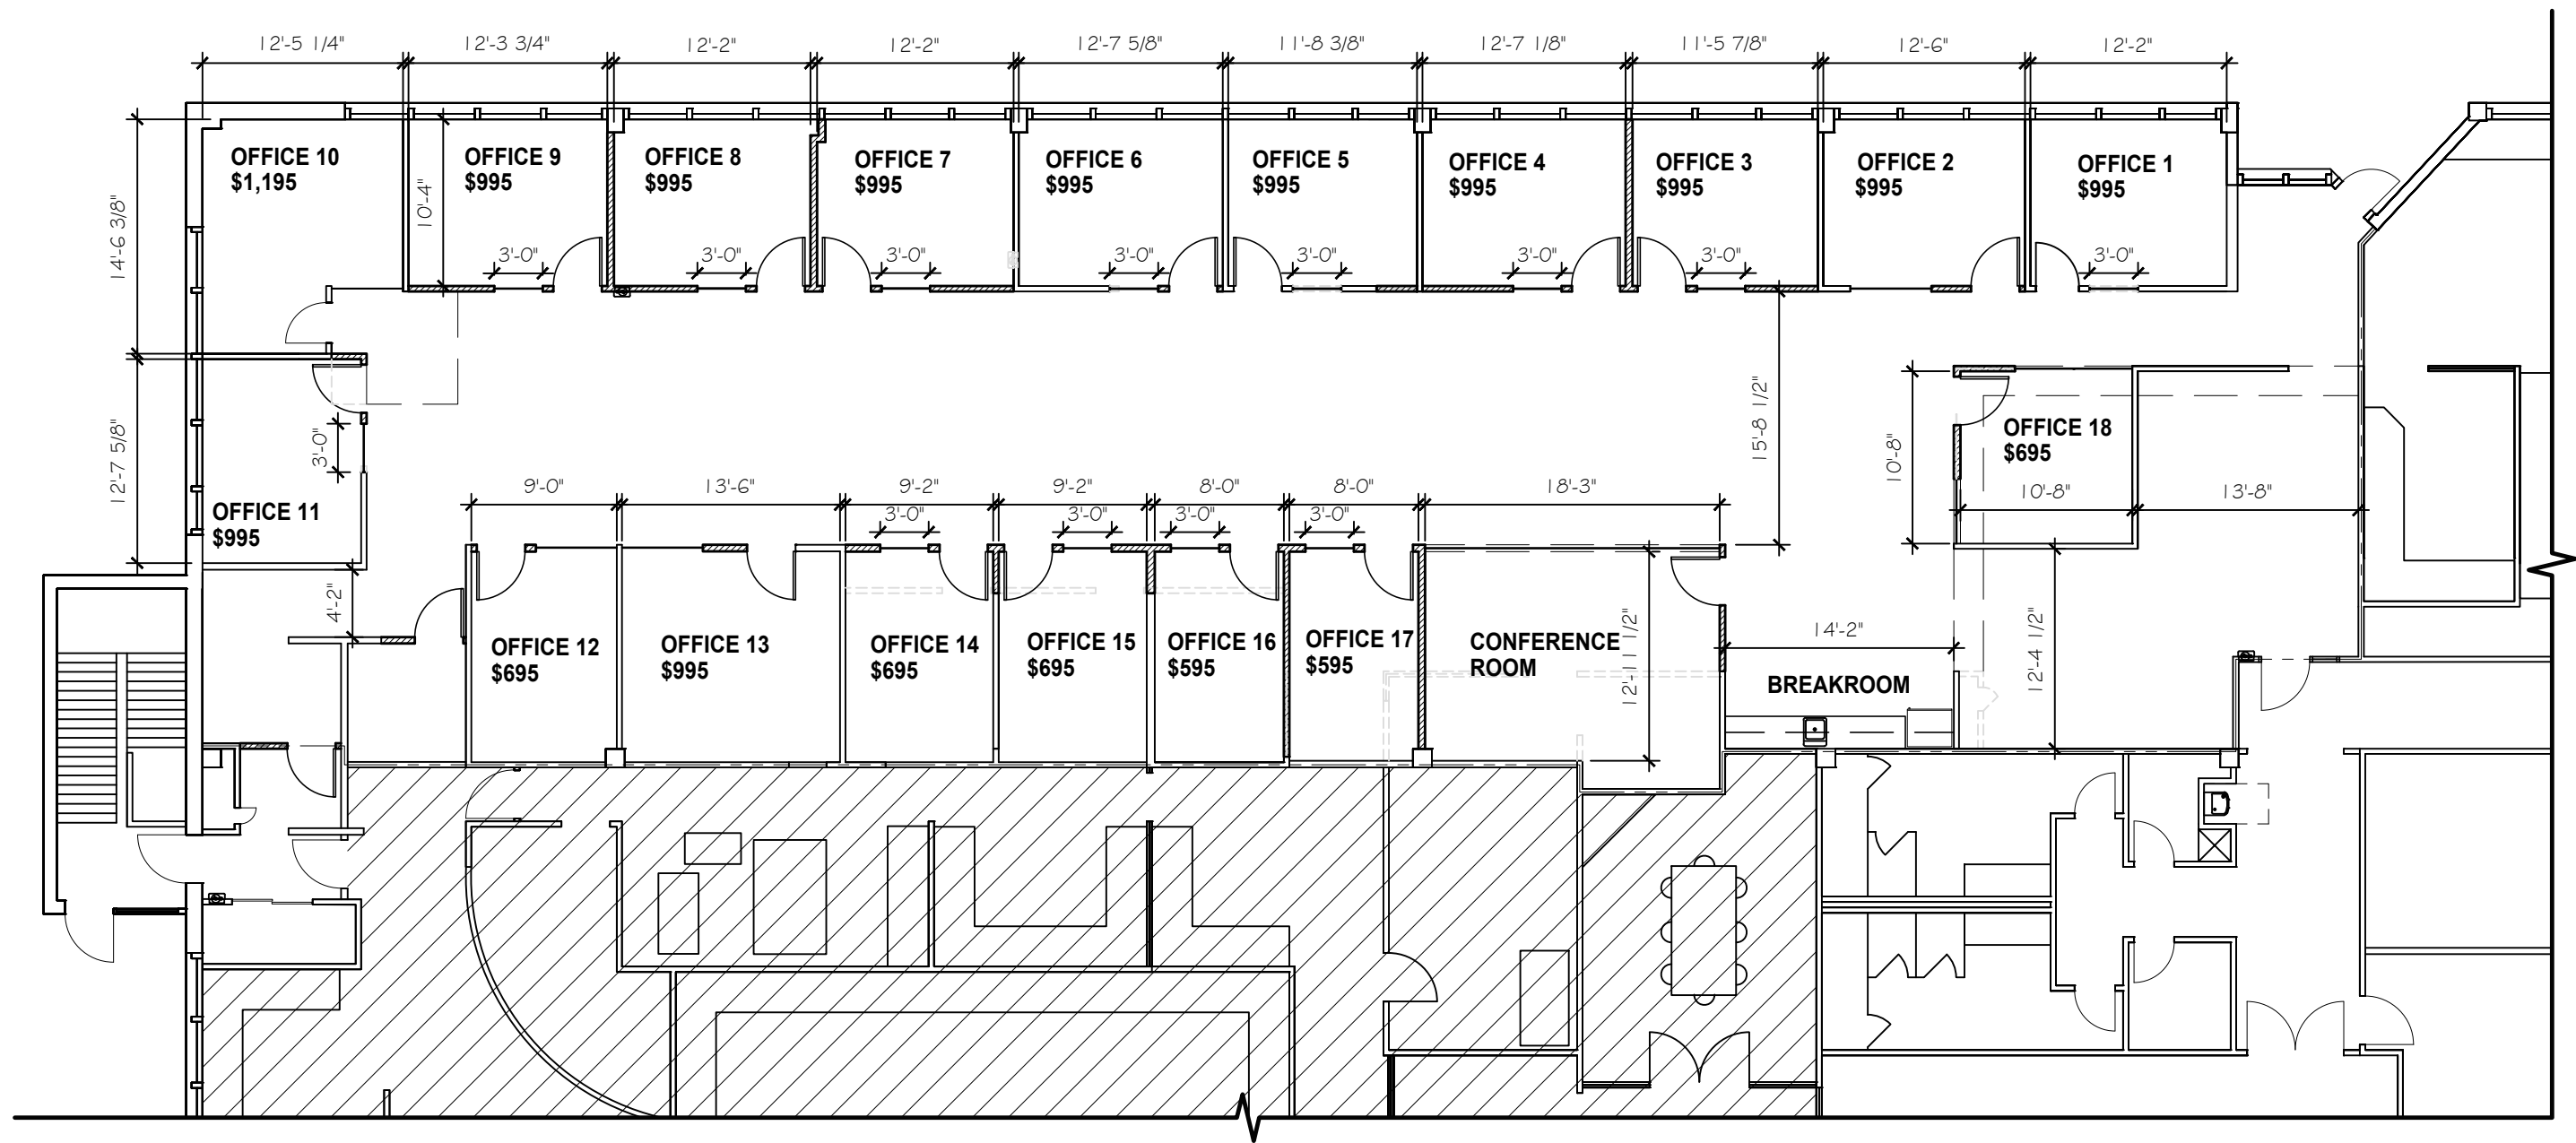 12'-5 1/4" 12'-3 3/4" 12'-2" 12'-2" 12'-7 5/8" 11'-8 3/8" 12'-7 1/8" 11'-5 7/8" 12'-6" 12'-2"
OFFICE 10
$1,195
OFFICE 9
$995
OFFICE 8
$995
OFFICE 7
$995
OFFICE 6
$995
OFFICE 5
$995
OFFICE 4
$995
OFFICE 3
$995
OFFICE 2
$995
OFFICE 1
$995
14'-6 3/8"
10'-4"
3'-0" 3'-0" 3'-0" 3'-0" 3'-0" 3'-0" 3'-0" 3'-0"
12'-7 5/8"
3'-0"
OFFICE 11
$995
15'-8 1/2"
10'-8"
OFFICE 18
$695
10'-8" 13'-8"
9'-0" 13'-6" 9'-2" 9'-2" 8'-0" 8'-0" 18'-3"
3'-0" 3'-0" 3'-0" 3'-0"
4'-2"
OFFICE 12
$695
OFFICE 13
$995
OFFICE 14
$695
OFFICE 15
$695
OFFICE 16
$595
OFFICE 17
$595
CONFERENCE
ROOM
12'-11 1/2"
14'-2"
BREAKROOM
12'-4 1/2"